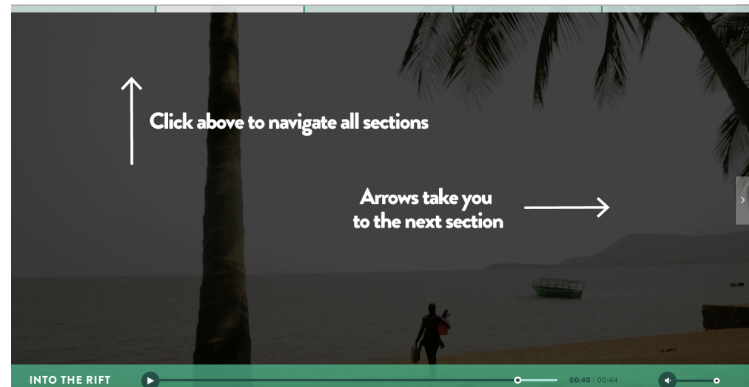 Click above to navigate all sections
Arrows take you
to the next section
INTO THE RIFT
00:40 / 00:44